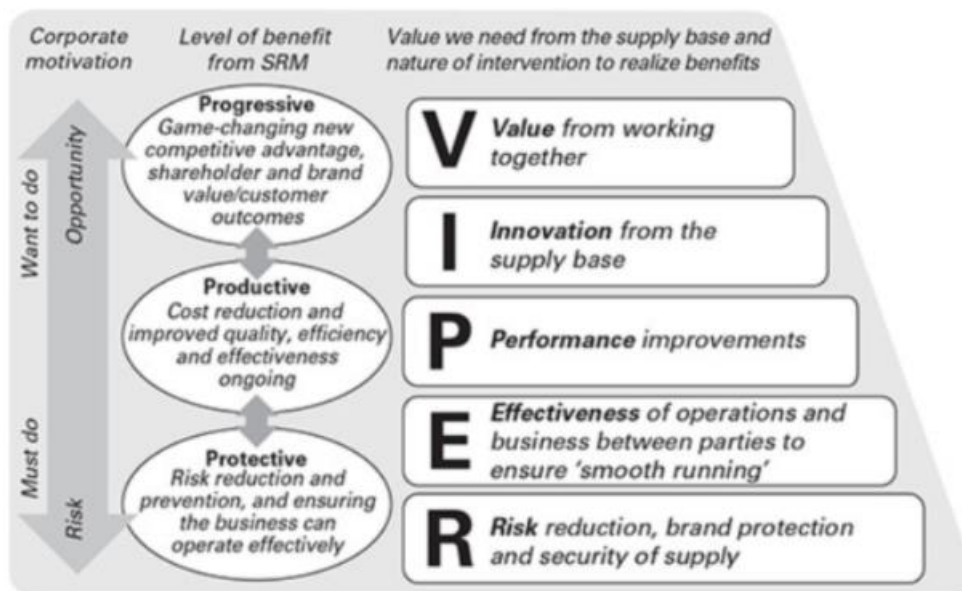 Corporate
motivation
Level of benefit
from SRM
Value we need from the supply base and
nature of intervention to realize benefits
Want to do
Must do
Opportunity
Risk
Progressive
Game-changing new
competitive advantage,
shareholder and brand
value/customer
outcomes
Productive
Cost reduction and
improved quality, efficiency
and effectiveness
ongoing
Protective
Risk reduction and
prevention, and ensuring
the business can
operate effectively
V Value from working
together
I Innovation from the
supply base
P Performance improvements
E Effectiveness of operations and
business between parties to
ensure ‘smooth running’
R Risk reduction, brand protection
and security of supply